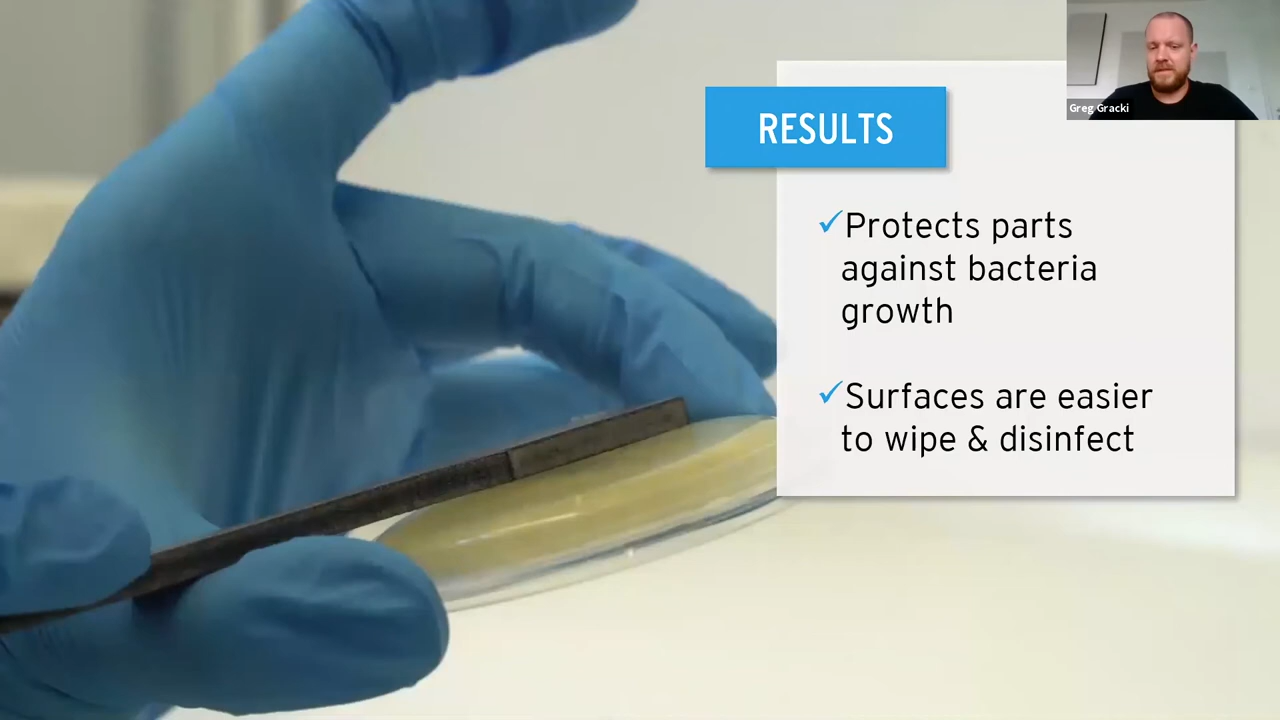 Greg Gracki
RESULTS
✓Protects parts
against bacteria
growth
✓Surfaces are easier
to wipe & disinfect